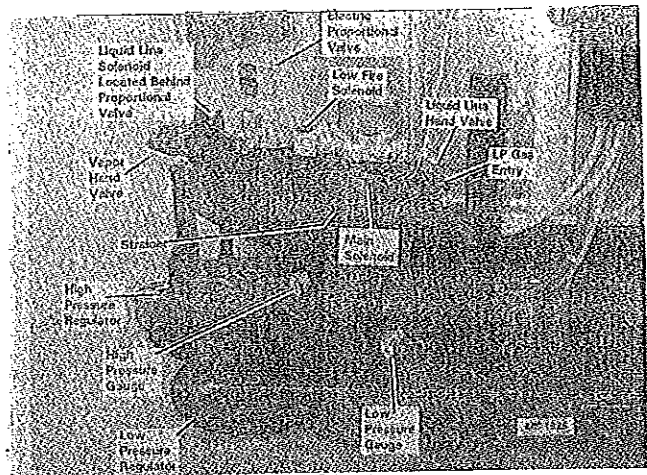 Electric
Proportional
Valve
Liquid Line
Solenoid
Located Behind
Proportional
Valve
Low Fire
Solenoid
Liquid Line
Hand Valve
LP Gas
Entry
Vapor
Hand
Valve
Strainer
Main
Solenoid
High
Pressure
Regulator
High
Pressure
Gauge
Low
Pressure
Gauge
Low
Pressure
Regulator